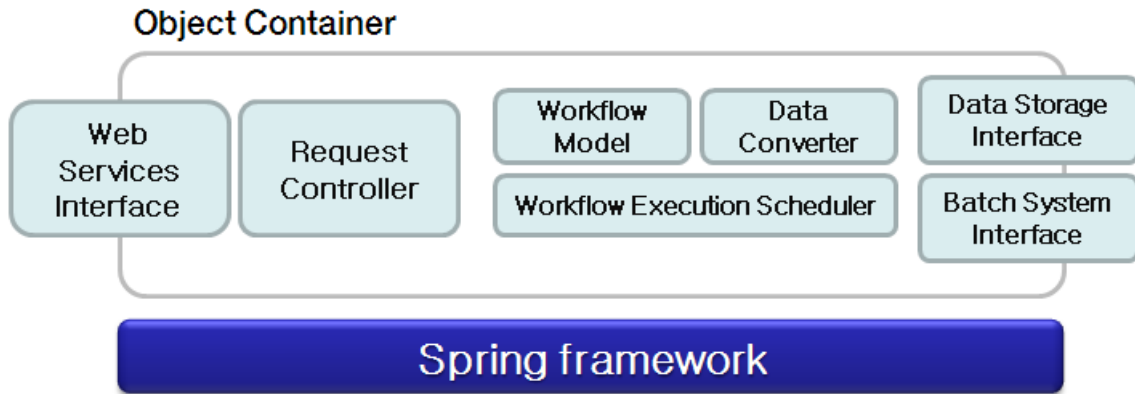 Object Container
Web
Services
Interface
Request
Controller
Workflow
Model
Data
Converter
Workflow Execution Scheduler
Data Storage
Interface
Batch System
Interface
Spring framework